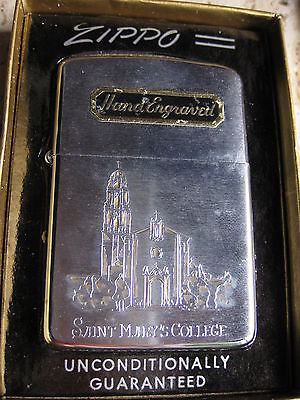 ZIPPO
Hand Engraved
SAINT MARY'S COLLEGE
UNCONDITIONALLY
GUARANTEED